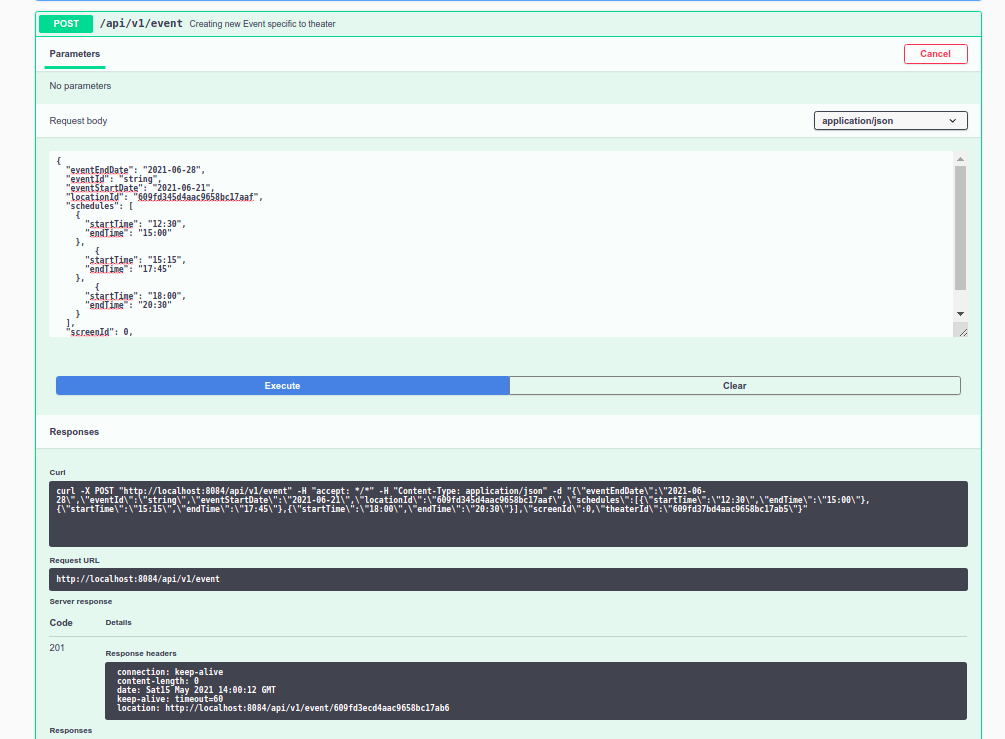 POST /api/v1/event Creating new Event specific to theater
Parameters Cancel
No parameters
Request body application/json
{
"eventEndDate": "2021-06-28",
"eventId": "string",
"eventStartDate": "2021-06-21",
"locationId": "609fd345d4aac9658bc17aaf",
"schedules": [
{
"startTime": "12:30",
"endTime": "15:00"
},
{
"startTime": "15:15",
"endTime": "17:45"
},
{
"startTime": "18:00",
"endTime": "20:30"
}
],
"screenId": 0,
Execute Clear
Responses
Curl
curl -X POST "http://localhost:8084/api/v1/event" -H "accept: */*" -H "Content-Type: application/json" -d "{\"eventEndDate\":\"2021-06-
28\",\"eventId\":\"string\",\"eventStartDate\":\"2021-06-21\",\"locationId\":\"609fd345d4aac9658bc17aaf\",\"schedules\":[{\"startTime\":\"12:30\",\"endTime\":\"15:00\"},
{\"startTime\":\"15:15\",\"endTime\":\"17:45\"},{\"startTime\":\"18:00\",\"endTime\":\"20:30\"}],\"screenId\":0,\"theaterId\":\"609fd37bd4aac9658bc17ab5\"}"
Request URL
http://localhost:8084/api/v1/event
Server response
Code Details
201
Response headers
connection: keep-alive
content-length: 0
date: Sat15 May 2021 14:00:12 GMT
keep-alive: timeout=60
location: http://localhost:8084/api/v1/event/609fd3ecd4aac9658bc17ab6
Responses